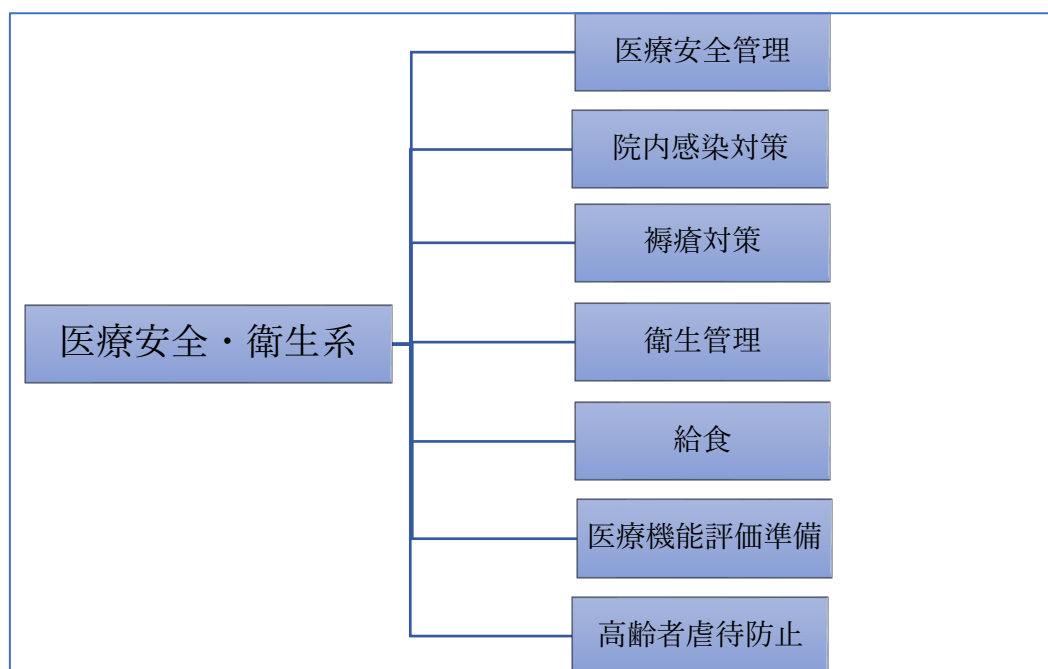 医療安全管理
院内感染対策
褥瘡対策
医療安全・衛生系
衛生管理
給食
医療機能評価準備
高齢者虐待防止